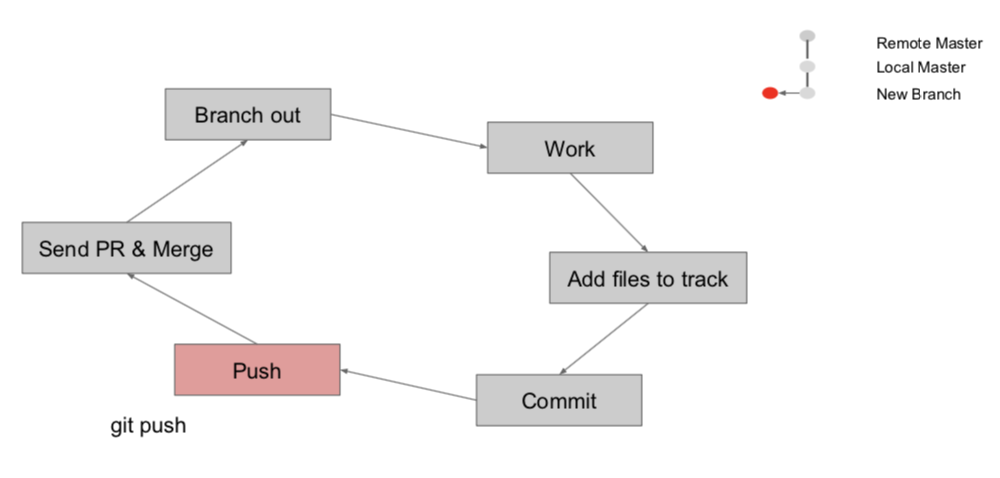 Remote Master
Local Master
New Branch
Branch out
Work
Send PR & Merge
Add files to track
Push
Commit
git push